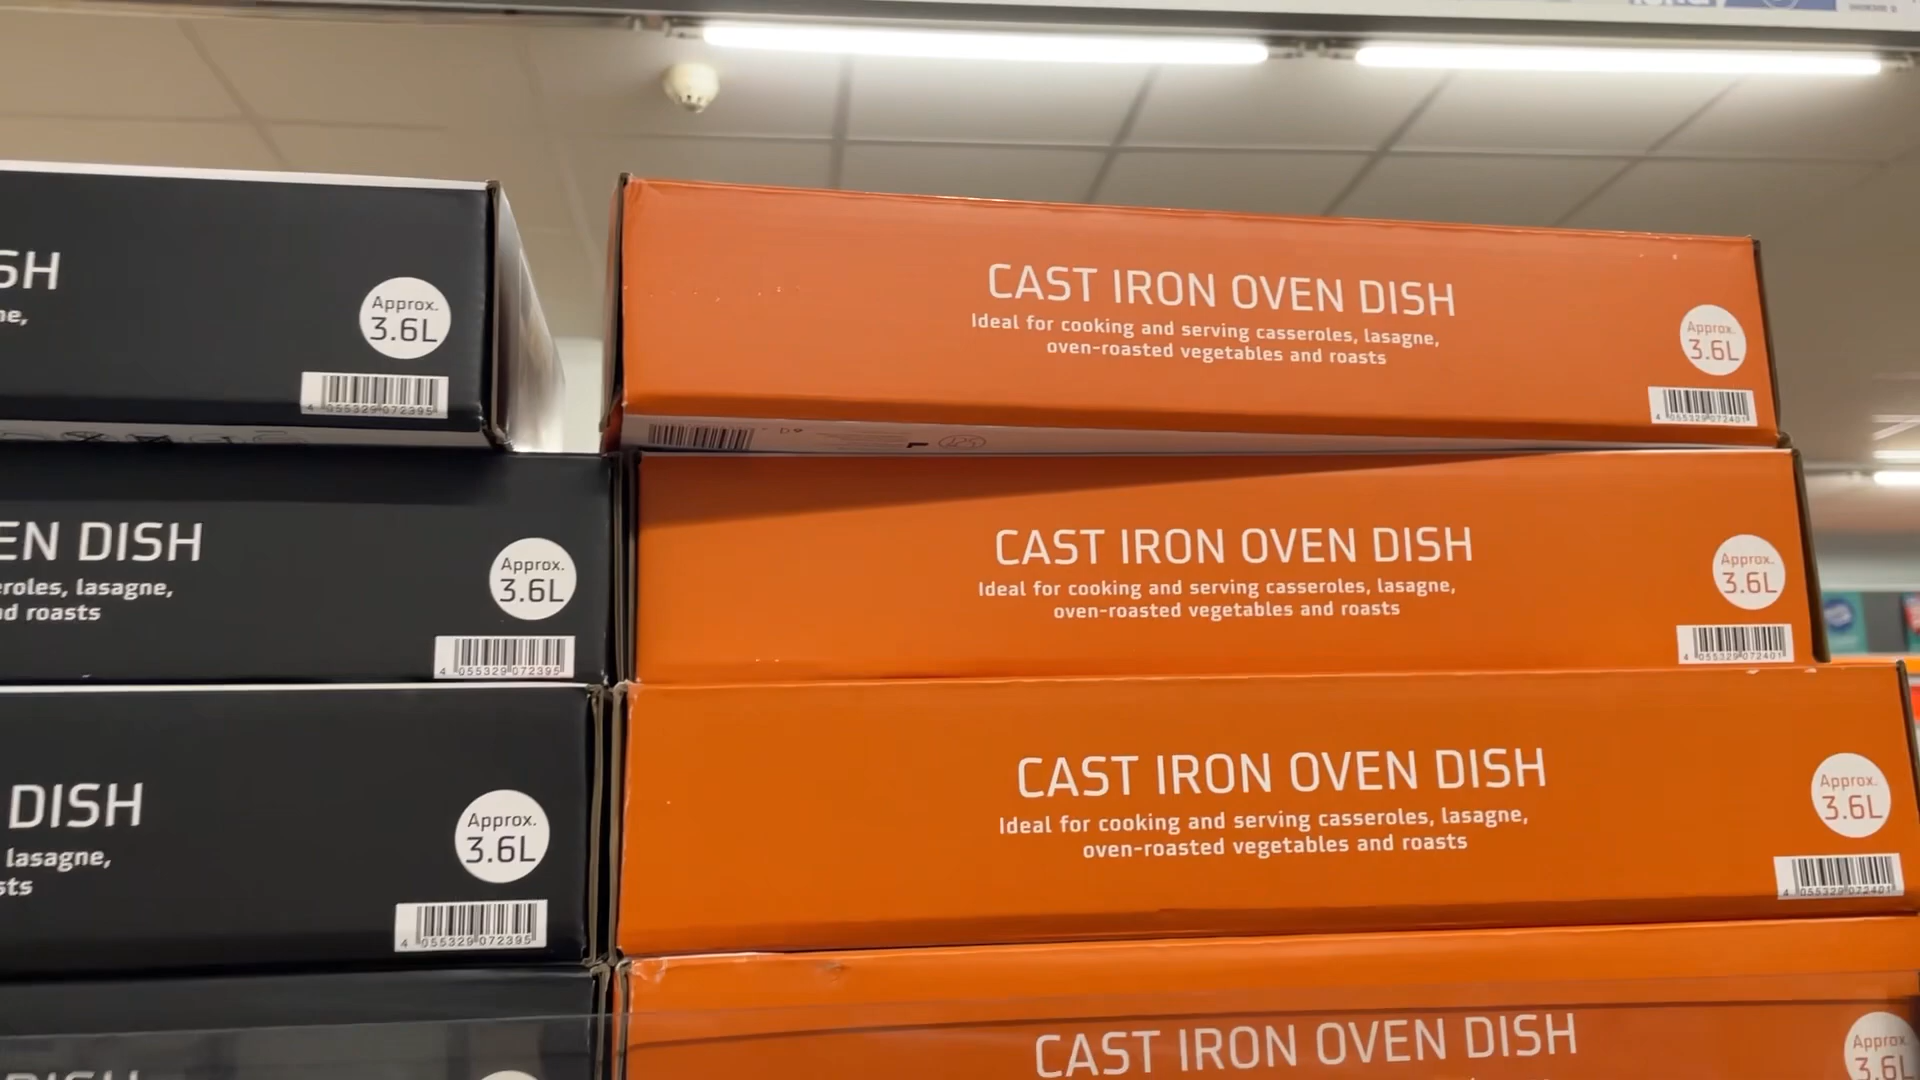 SH
ne,
Approx.
3.6L
4 055329 072395
CAST IRON OVEN DISH
Ideal for cooking and serving casseroles, lasagne,
oven-roasted vegetables and roasts
Approx.
3.6L
4 055329 072401
EN DISH
eroles, lasagne,
nd roasts
Approx.
3.6L
4 055329 072395
CAST IRON OVEN DISH
Ideal for cooking and serving casseroles, lasagne,
oven-roasted vegetables and roasts
Approx.
3.6L
4 055329 072401
DISH
lasagne,
sts
Approx.
3.6L
4 055329 072395
CAST IRON OVEN DISH
Ideal for cooking and serving casseroles, lasagne,
oven-roasted vegetables and roasts
Approx.
3.6L
4 055329 072401
CAST IRON OVEN DISH
Approx.
3.6L